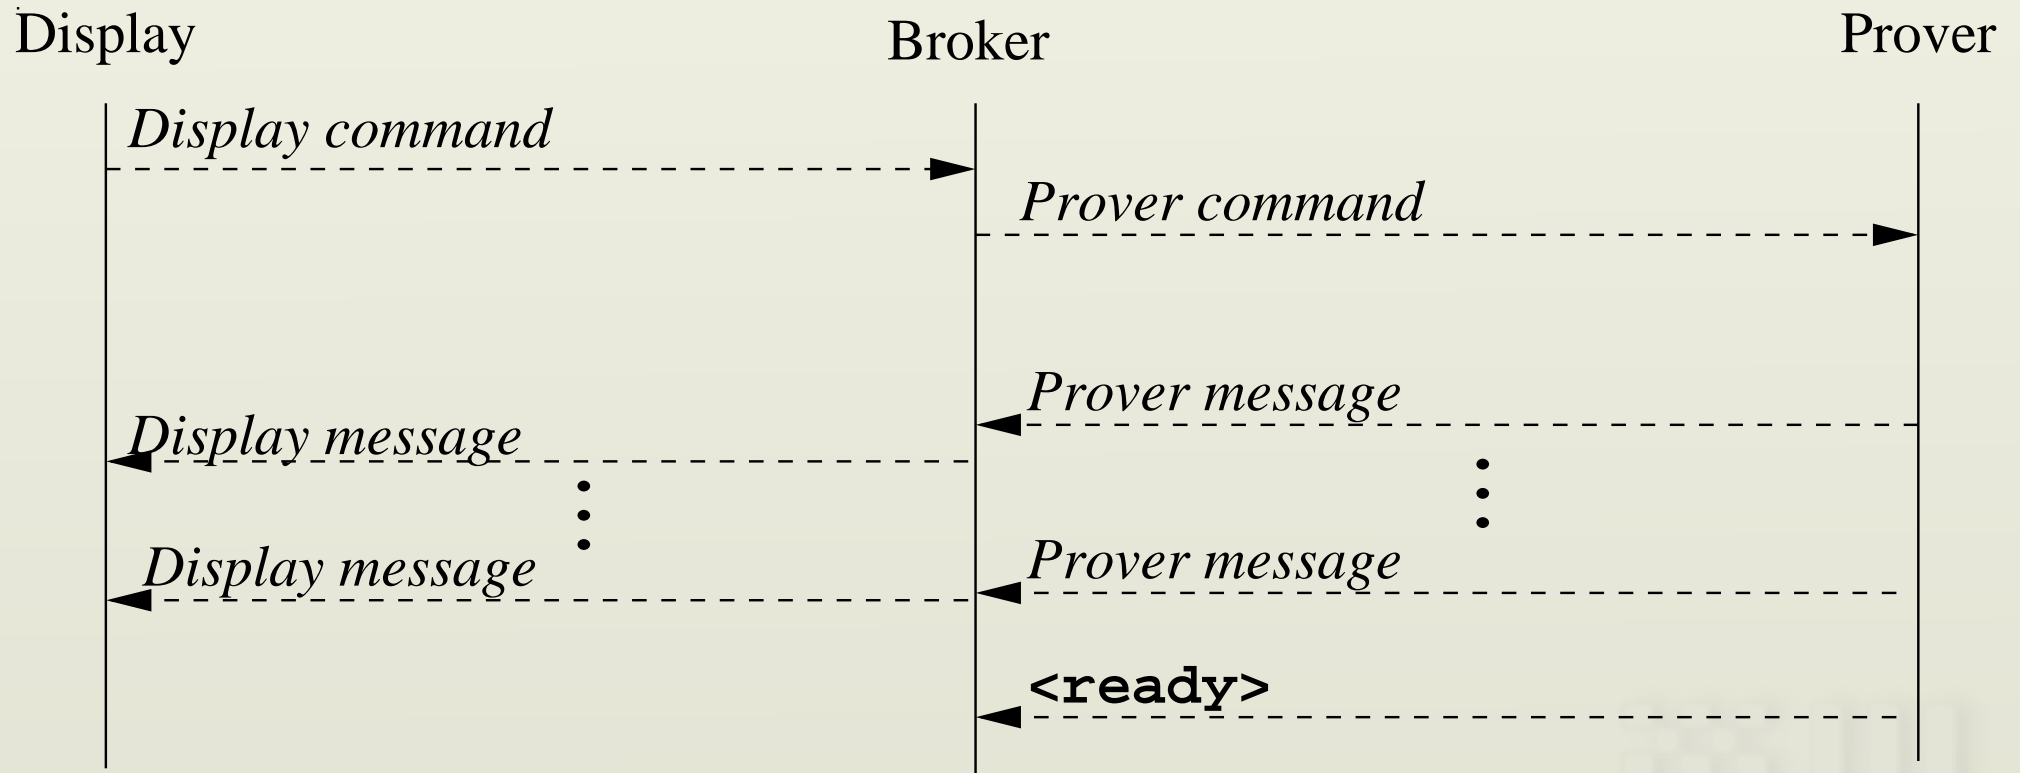 Display
Broker
Prover
Display command
Prover command
Prover message
Display message
Prover message
Display message
<ready>